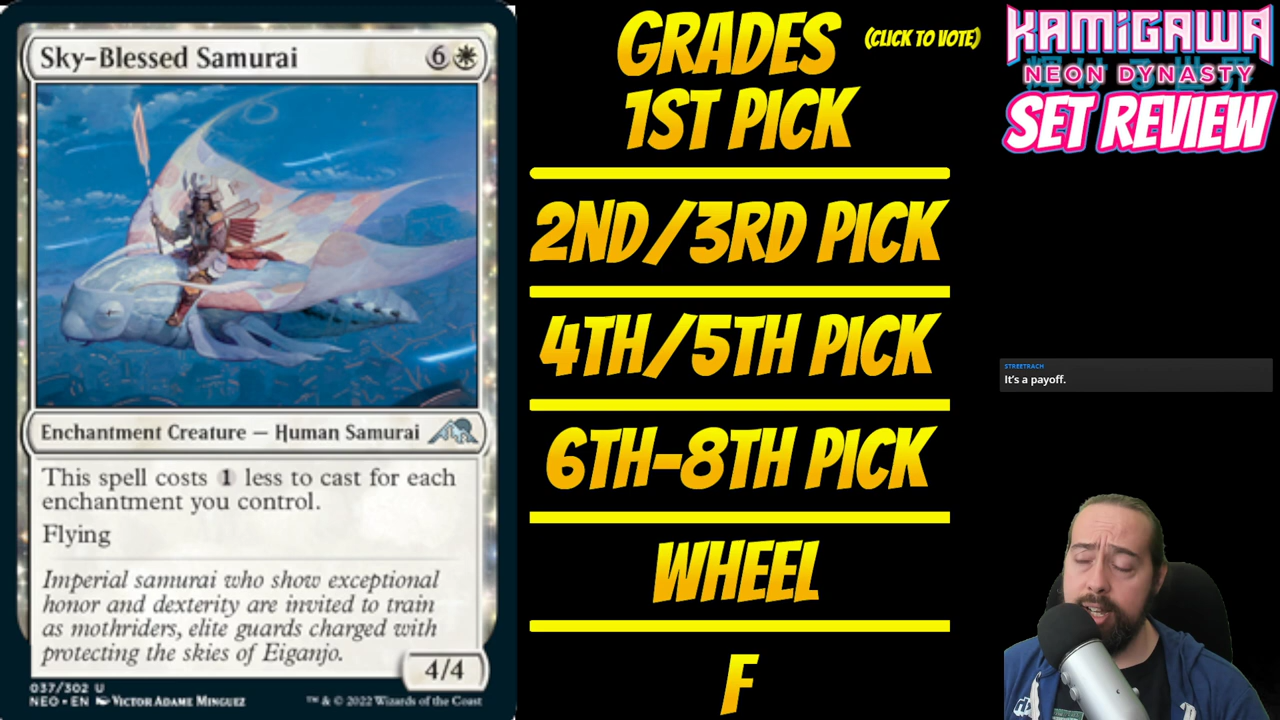 Sky-Blessed Samurai 6
Enchantment Creature — Human Samurai
This spell costs 1 less to cast for each
enchantment you control.
Flying
Imperial samurai who show exceptional
honor and dexterity are invited to train
as mothriders, elite guards charged with
protecting the skies of Eiganjo.
4/4
037/302 U
NEO • EN Victor Adame Minguez
™ & © 2022 Wizards of the Coast
GRADES (CLICK TO VOTE)
1ST PICK
2ND/3RD PICK
4TH/5TH PICK
6TH-8TH PICK
WHEEL
F
KAMIGAWA
NEON DYNASTY
SET REVIEW
STREETRACH
It's a payoff.